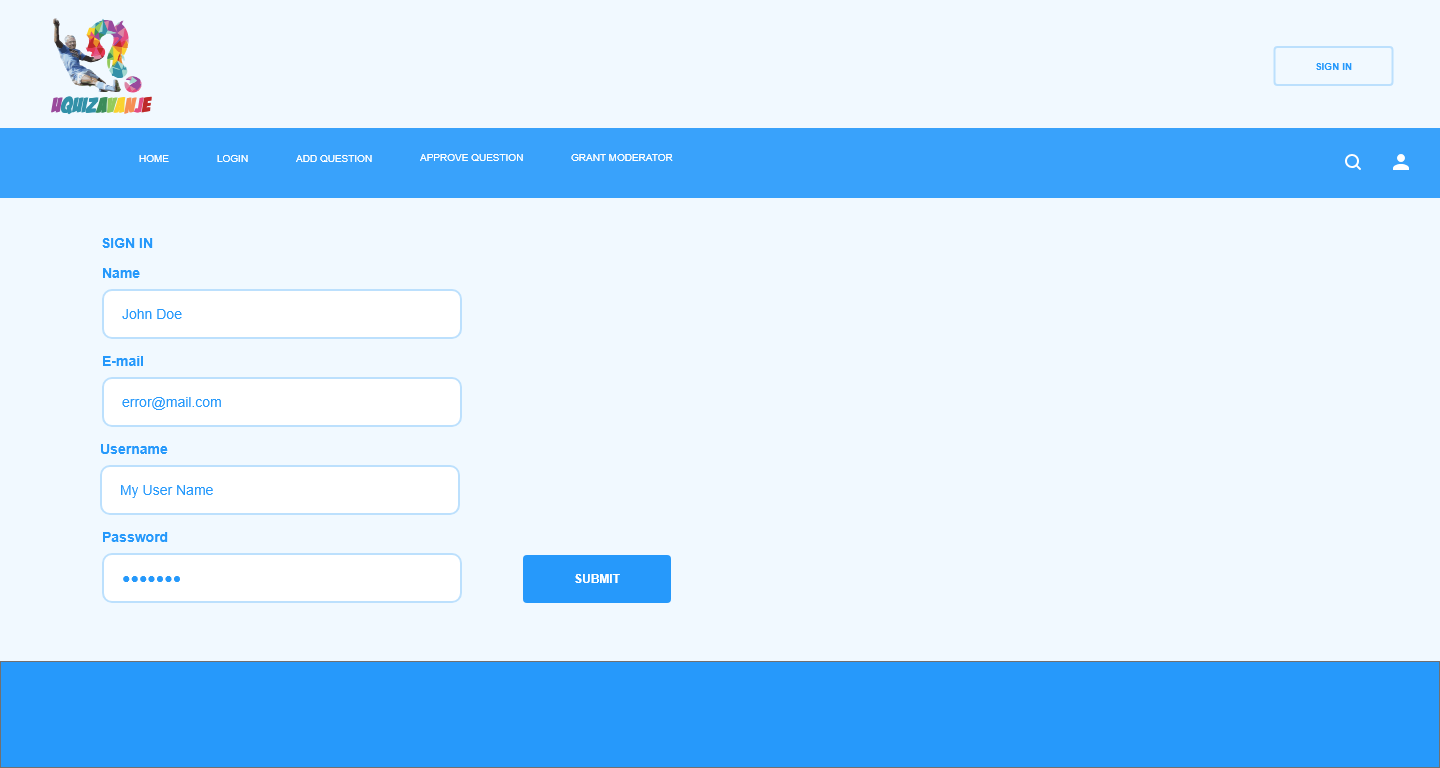 UQUIZAVANJE
SIGN IN
HOME LOGIN ADD QUESTION APPROVE QUESTION GRANT MODERATOR
SIGN IN
Name
John Doe
E-mail
error@mail.com
Username
My User Name
Password
•••••••
SUBMIT